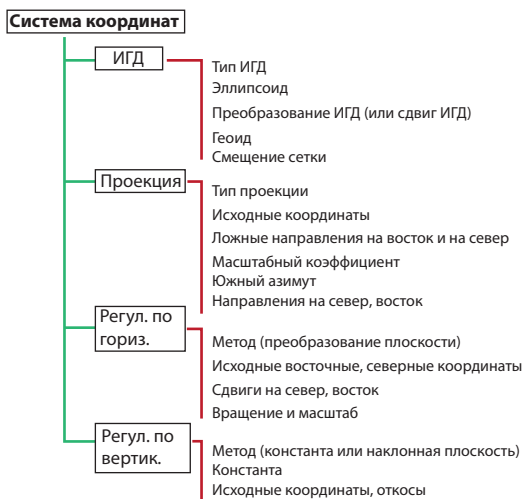 Система координат
ИГД
Тип ИГД
Эллипсоид
Преобразование ИГД (или сдвиг ИГД)
Геоид
Смещение сетки
Проекция
Тип проекции
Исходные координаты
Ложные направления на восток и на север
Масштабный коэффициент
Южный азимут
Направления на север, восток
Регул. по
гориз.
Метод (преобразование плоскости)
Исходные восточные, северные координаты
Сдвиги на север, восток
Вращение и масштаб
Регул. по
вертик.
Метод (константа или наклонная плоскость)
Константа
Исходные координаты, откосы